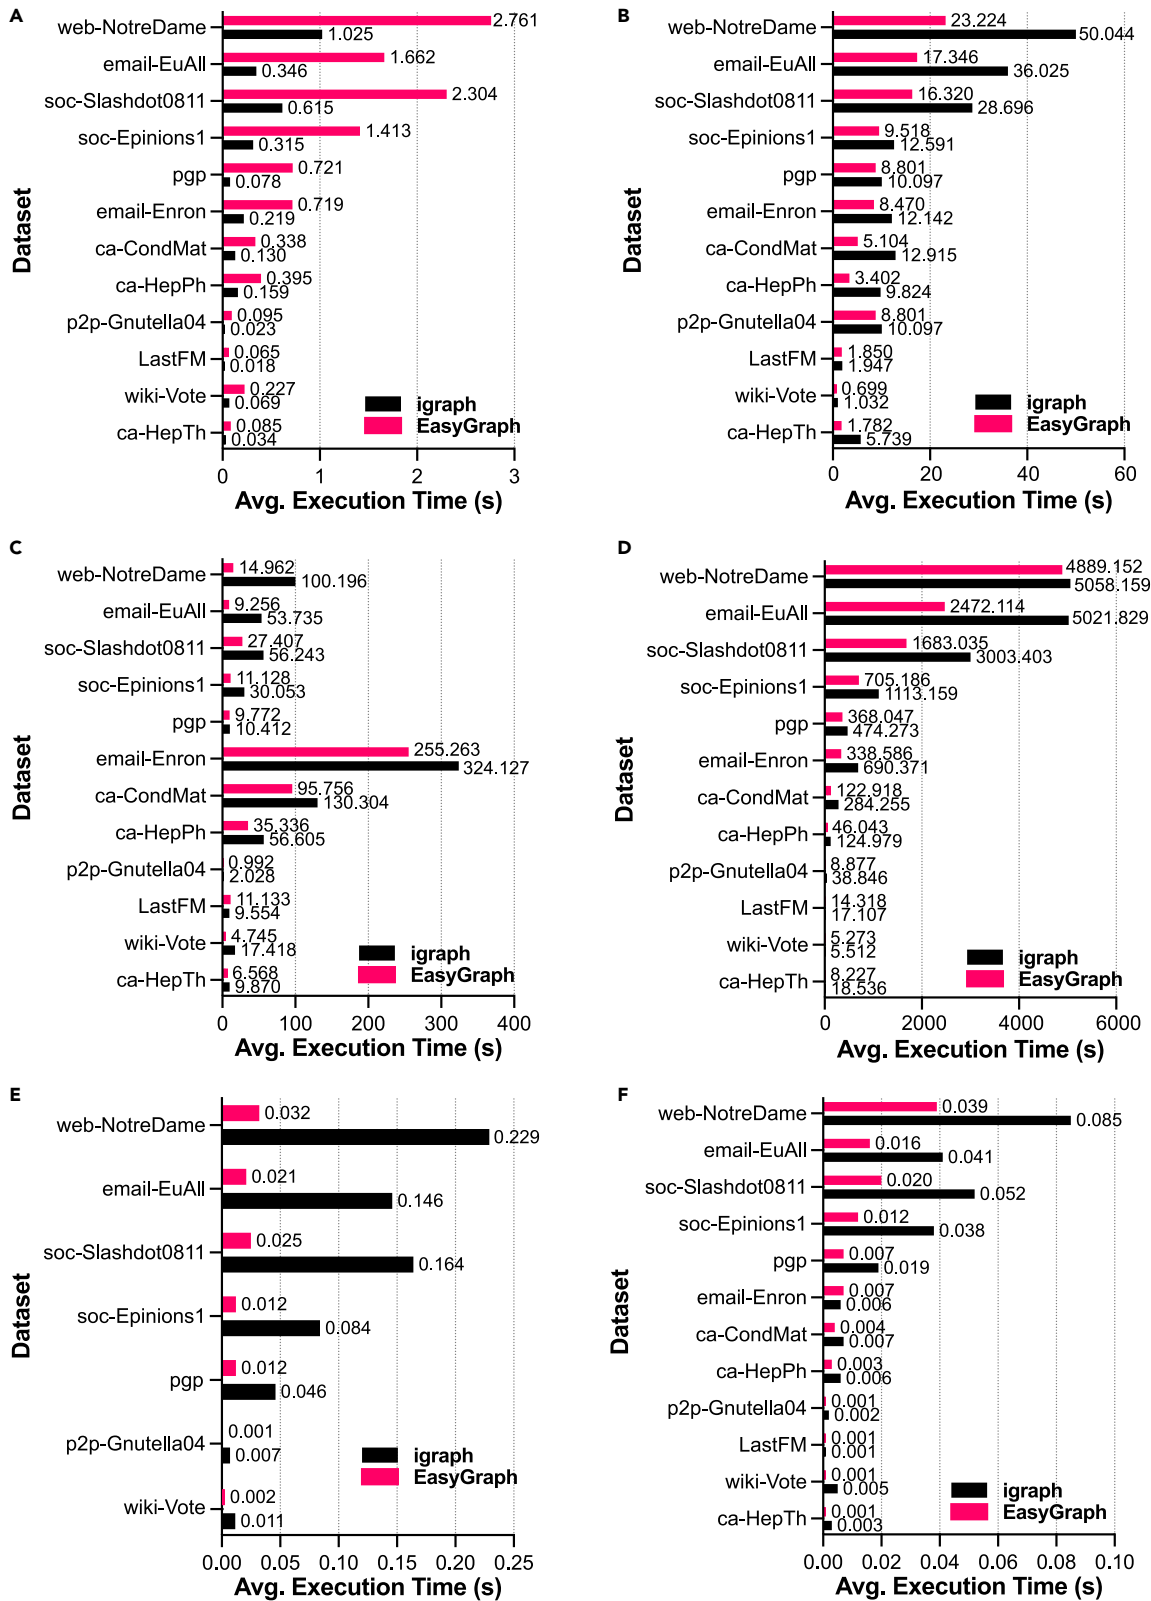 A
web-NotreDame
2.761
1.025
email-EuAll
1.662
0.346
soc-Slashdot0811
2.304
0.615
soc-Epinions1
1.413
0.315
pgp
0.721
0.078
email-Enron
0.719
0.219
ca-CondMat
0.338
0.130
ca-HepPh
0.395
0.159
p2p-Gnutella04
0.095
0.023
LastFM
0.065
0.018
wiki-Vote
0.227
0.069
ca-HepTh
0.085
0.034
Dataset
igraph
EasyGraph
0 1 2 3
Avg. Execution Time (s)
B
web-NotreDame
23.224
50.044
email-EuAll
17.346
36.025
soc-Slashdot0811
16.320
28.696
soc-Epinions1
9.518
12.591
pgp
8.801
10.097
email-Enron
8.470
12.142
ca-CondMat
5.104
12.915
ca-HepPh
3.402
9.824
p2p-Gnutella04
8.801
10.097
LastFM
1.850
1.947
wiki-Vote
0.699
1.032
ca-HepTh
1.782
5.739
Dataset
igraph
EasyGraph
0 20 40 60
Avg. Execution Time (s)
C
web-NotreDame
14.962
100.196
email-EuAll
9.256
53.735
soc-Slashdot0811
27.407
56.243
soc-Epinions1
11.128
30.053
pgp
9.772
10.412
email-Enron
255.263
324.127
ca-CondMat
95.756
130.304
ca-HepPh
35.336
56.605
p2p-Gnutella04
0.992
2.028
LastFM
11.133
9.554
wiki-Vote
4.745
17.418
ca-HepTh
6.568
9.870
Dataset
igraph
EasyGraph
0 100 200 300 400
Avg. Execution Time (s)
D
web-NotreDame
4889.152
5058.159
email-EuAll
2472.114
5021.829
soc-Slashdot0811
1683.035
3003.403
soc-Epinions1
705.186
1113.159
pgp
368.047
474.273
email-Enron
338.586
690.371
ca-CondMat
122.918
284.255
ca-HepPh
46.043
124.979
p2p-Gnutella04
8.877
38.846
LastFM
14.318
17.107
wiki-Vote
5.273
5.512
ca-HepTh
8.227
18.536
Dataset
igraph
EasyGraph
0 2000 4000 6000
Avg. Execution Time (s)
E
web-NotreDame
0.032
0.229
email-EuAll
0.021
0.146
soc-Slashdot0811
0.025
0.164
soc-Epinions1
0.012
0.084
pgp
0.012
0.046
p2p-Gnutella04
0.001
0.007
wiki-Vote
0.002
0.011
Dataset
igraph
EasyGraph
0.00 0.05 0.10 0.15 0.20 0.25
Avg. Execution Time (s)
F
web-NotreDame
0.039
0.085
email-EuAll
0.016
0.041
soc-Slashdot0811
0.020
0.052
soc-Epinions1
0.012
0.038
pgp
0.007
0.019
email-Enron
0.007
0.006
ca-CondMat
0.004
0.007
ca-HepPh
0.003
0.006
p2p-Gnutella04
0.001
0.002
LastFM
0.001
0.001
wiki-Vote
0.001
0.005
ca-HepTh
0.001
0.003
Dataset
igraph
EasyGraph
0.00 0.02 0.04 0.06 0.08 0.10
Avg. Execution Time (s)